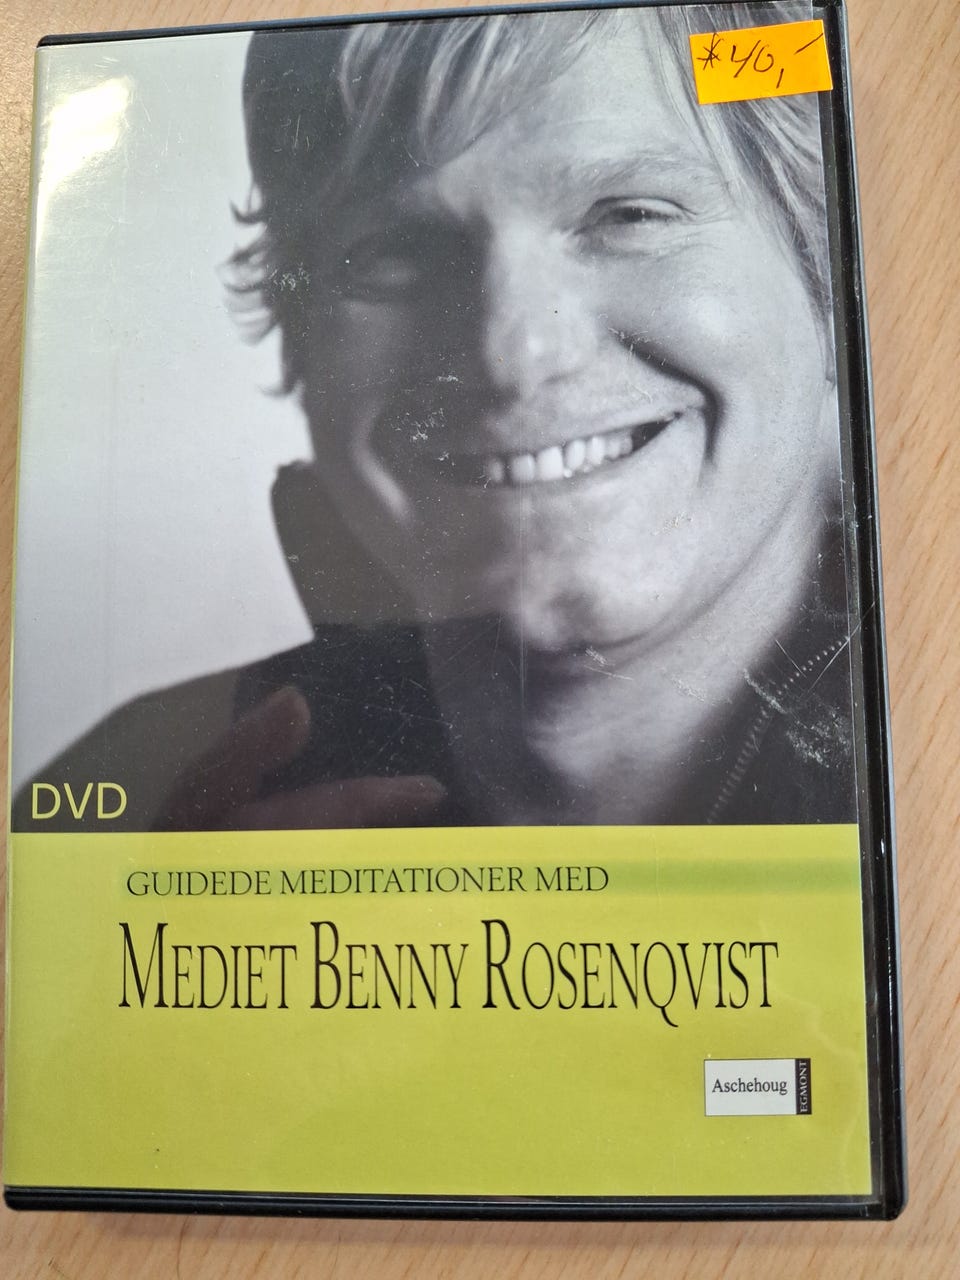 *40,-
DVD
GUIDEDE MEDITATIONER MED
MEDIET BENNY ROSENQVIST
Aschehoug
EGMONT